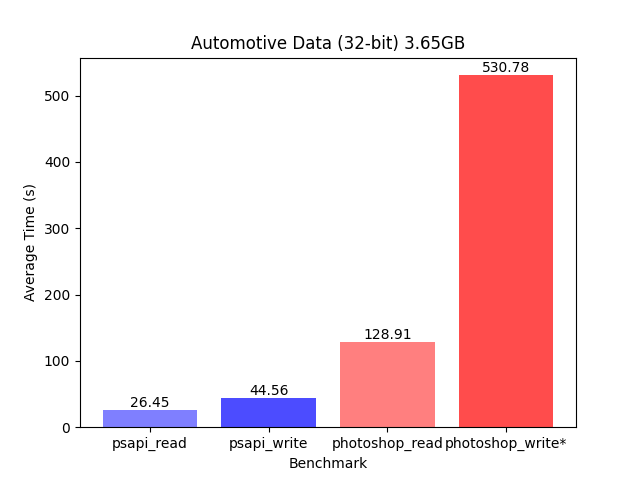 Automotive Data (32-bit) 3.65GB
530.78
500
400
Average Time (s)
300
200
128.91
100
44.56
26.45
0
psapi_read psapi_write photoshop_read photoshop_write*
Benchmark